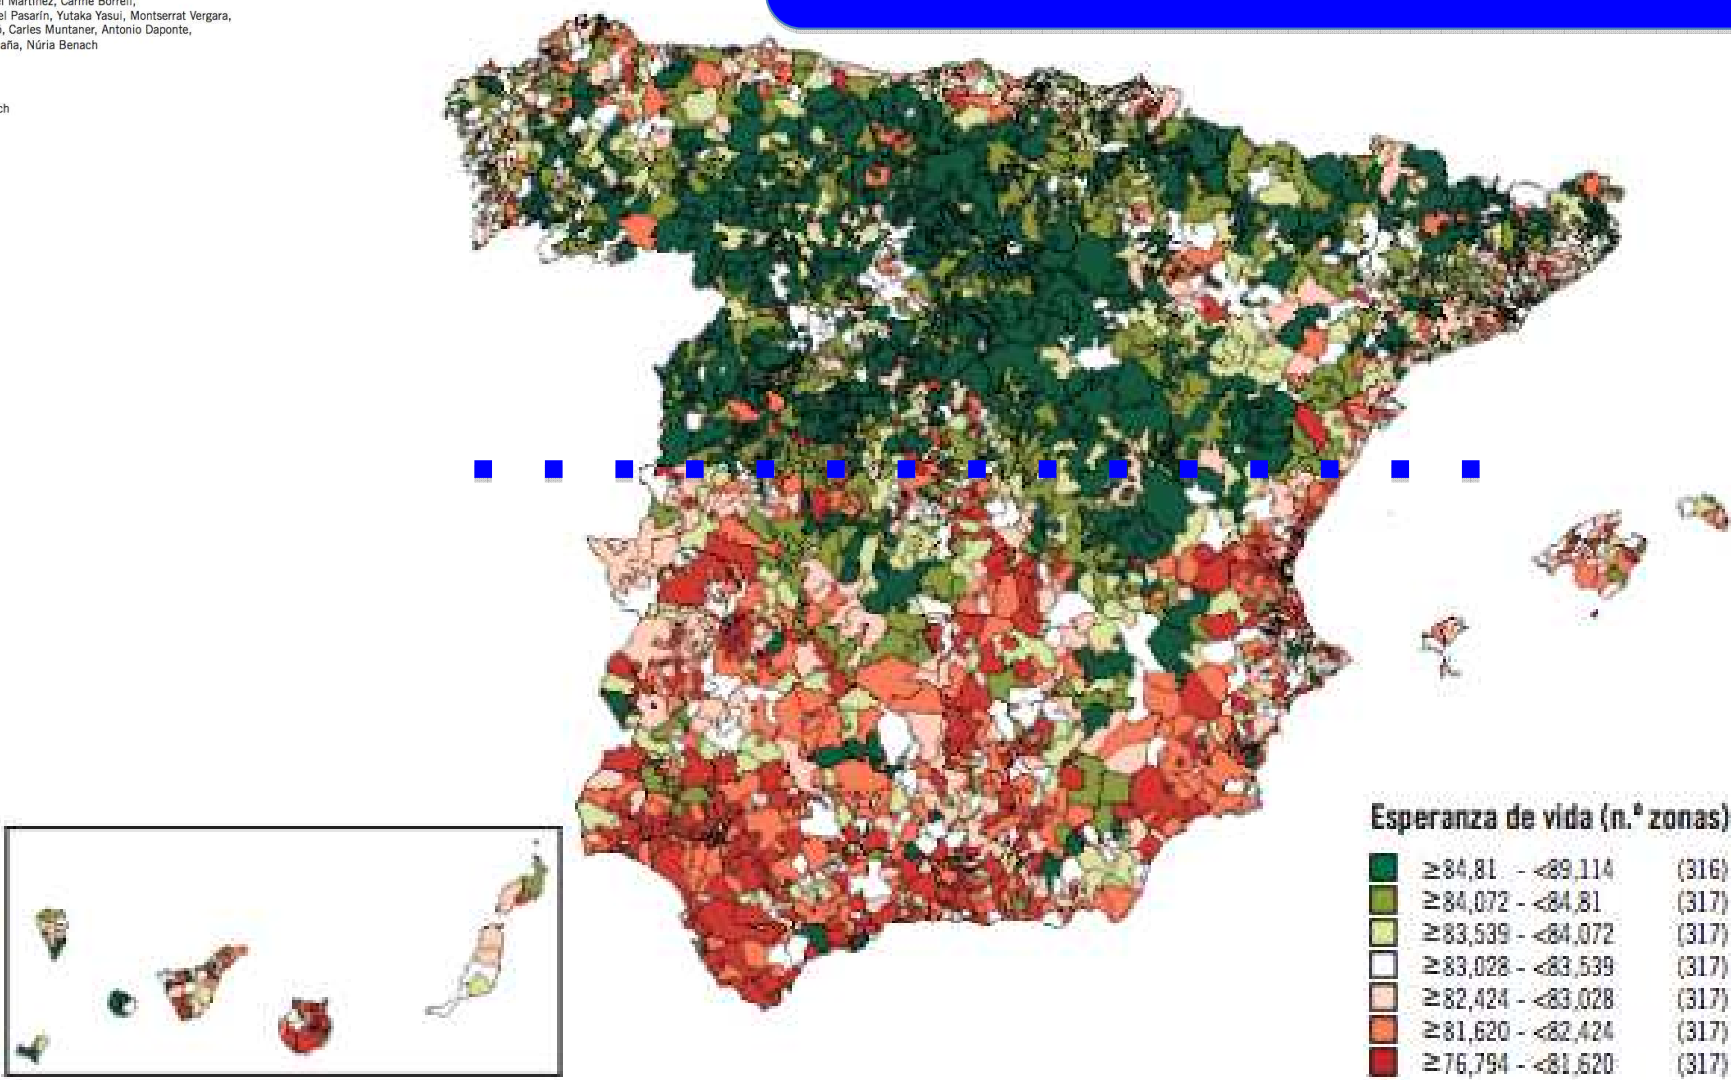 el Martínez, Carme Borrell,
el Pasarín, Yutaka Yasui, Montserrat Vergara,
, Carles Muntaner, Antonio Daponte,
aña, Núria Benach
ch
Esperanza de vida (n.º zonas)
≥84,81 - <89,114 (316)
≥84,072 - <84,81 (317)
≥83,539 - <84,072 (317)
≥83,028 - <83,539 (317)
≥82,424 - <83,028 (317)
≥81,620 - <82,424 (317)
≥76,794 - <81,620 (317)